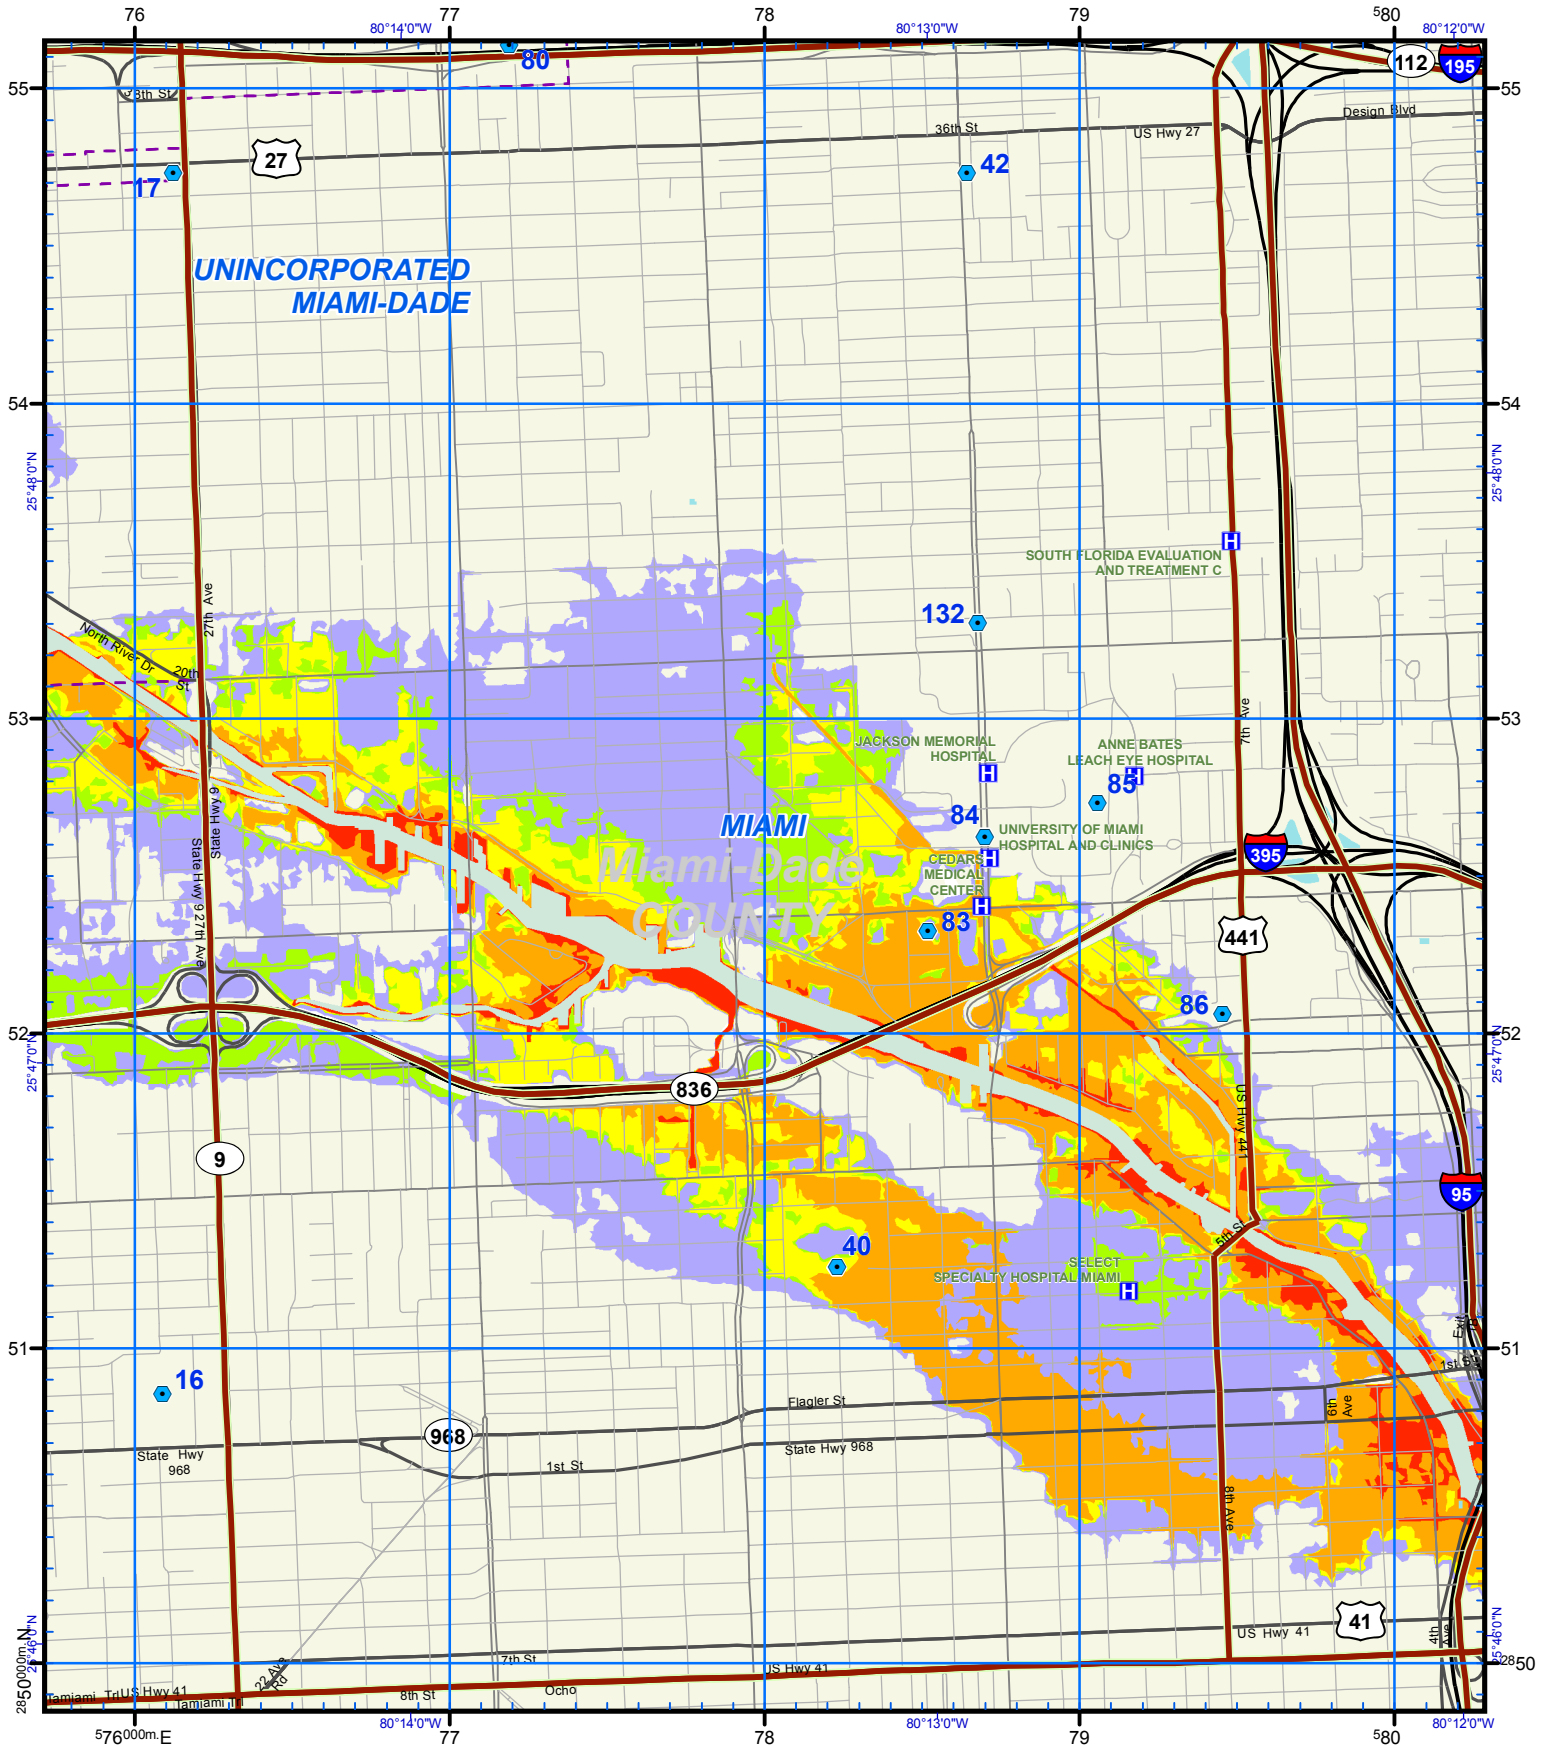 76
77
78
79
580
80°14'0"W
80°13'0"W
80°12'0"W
80
112
195
55
55
38th St
Design Blvd
36th St
US Hwy 27
27
42
17
UNINCORPORATED
MIAMI-DADE
54
54
25°48'0"N
25°48'0"N
SOUTH FLORIDA EVALUATION
AND TREATMENT C
H
27th Ave
132
North River Dr
20th
St
53
53
7th Ave
JACKSON MEMORIAL
HOSPITAL
H
ANNE BATES
LEACH EYE HOSPITAL
H
85
State Hwy 9
84
MIAMI
UNIVERSITY OF MIAMI
HOSPITAL AND CLINICS
H
395
Miami-Dade
COUNTY
CEDARS
MEDICAL
CENTER
H
83
State Hwy 9 27th Ave
441
86
52
52
25°47'0"N
25°47'0"N
836
US Hwy 441
9
95
5th St
40
SELECT
SPECIALTY HOSPITAL MIAMI
H
51
51
Exit
1st St
16
Flagler St
6th
Ave
968
State Hwy
968
State Hwy 968
1st St
8th Ave
41
US Hwy 41
4th
Ave
25°46'0"N
25°46'0"N
7th St
US Hwy 41
2850000m.N
2850
22 Ave
Rd
Tamiami Trl
US Hwy 41
Tamiami Trl
8th St
Ocho
80°14'0"W
80°13'0"W
80°12'0"W
576000m.E
77
78
79
580